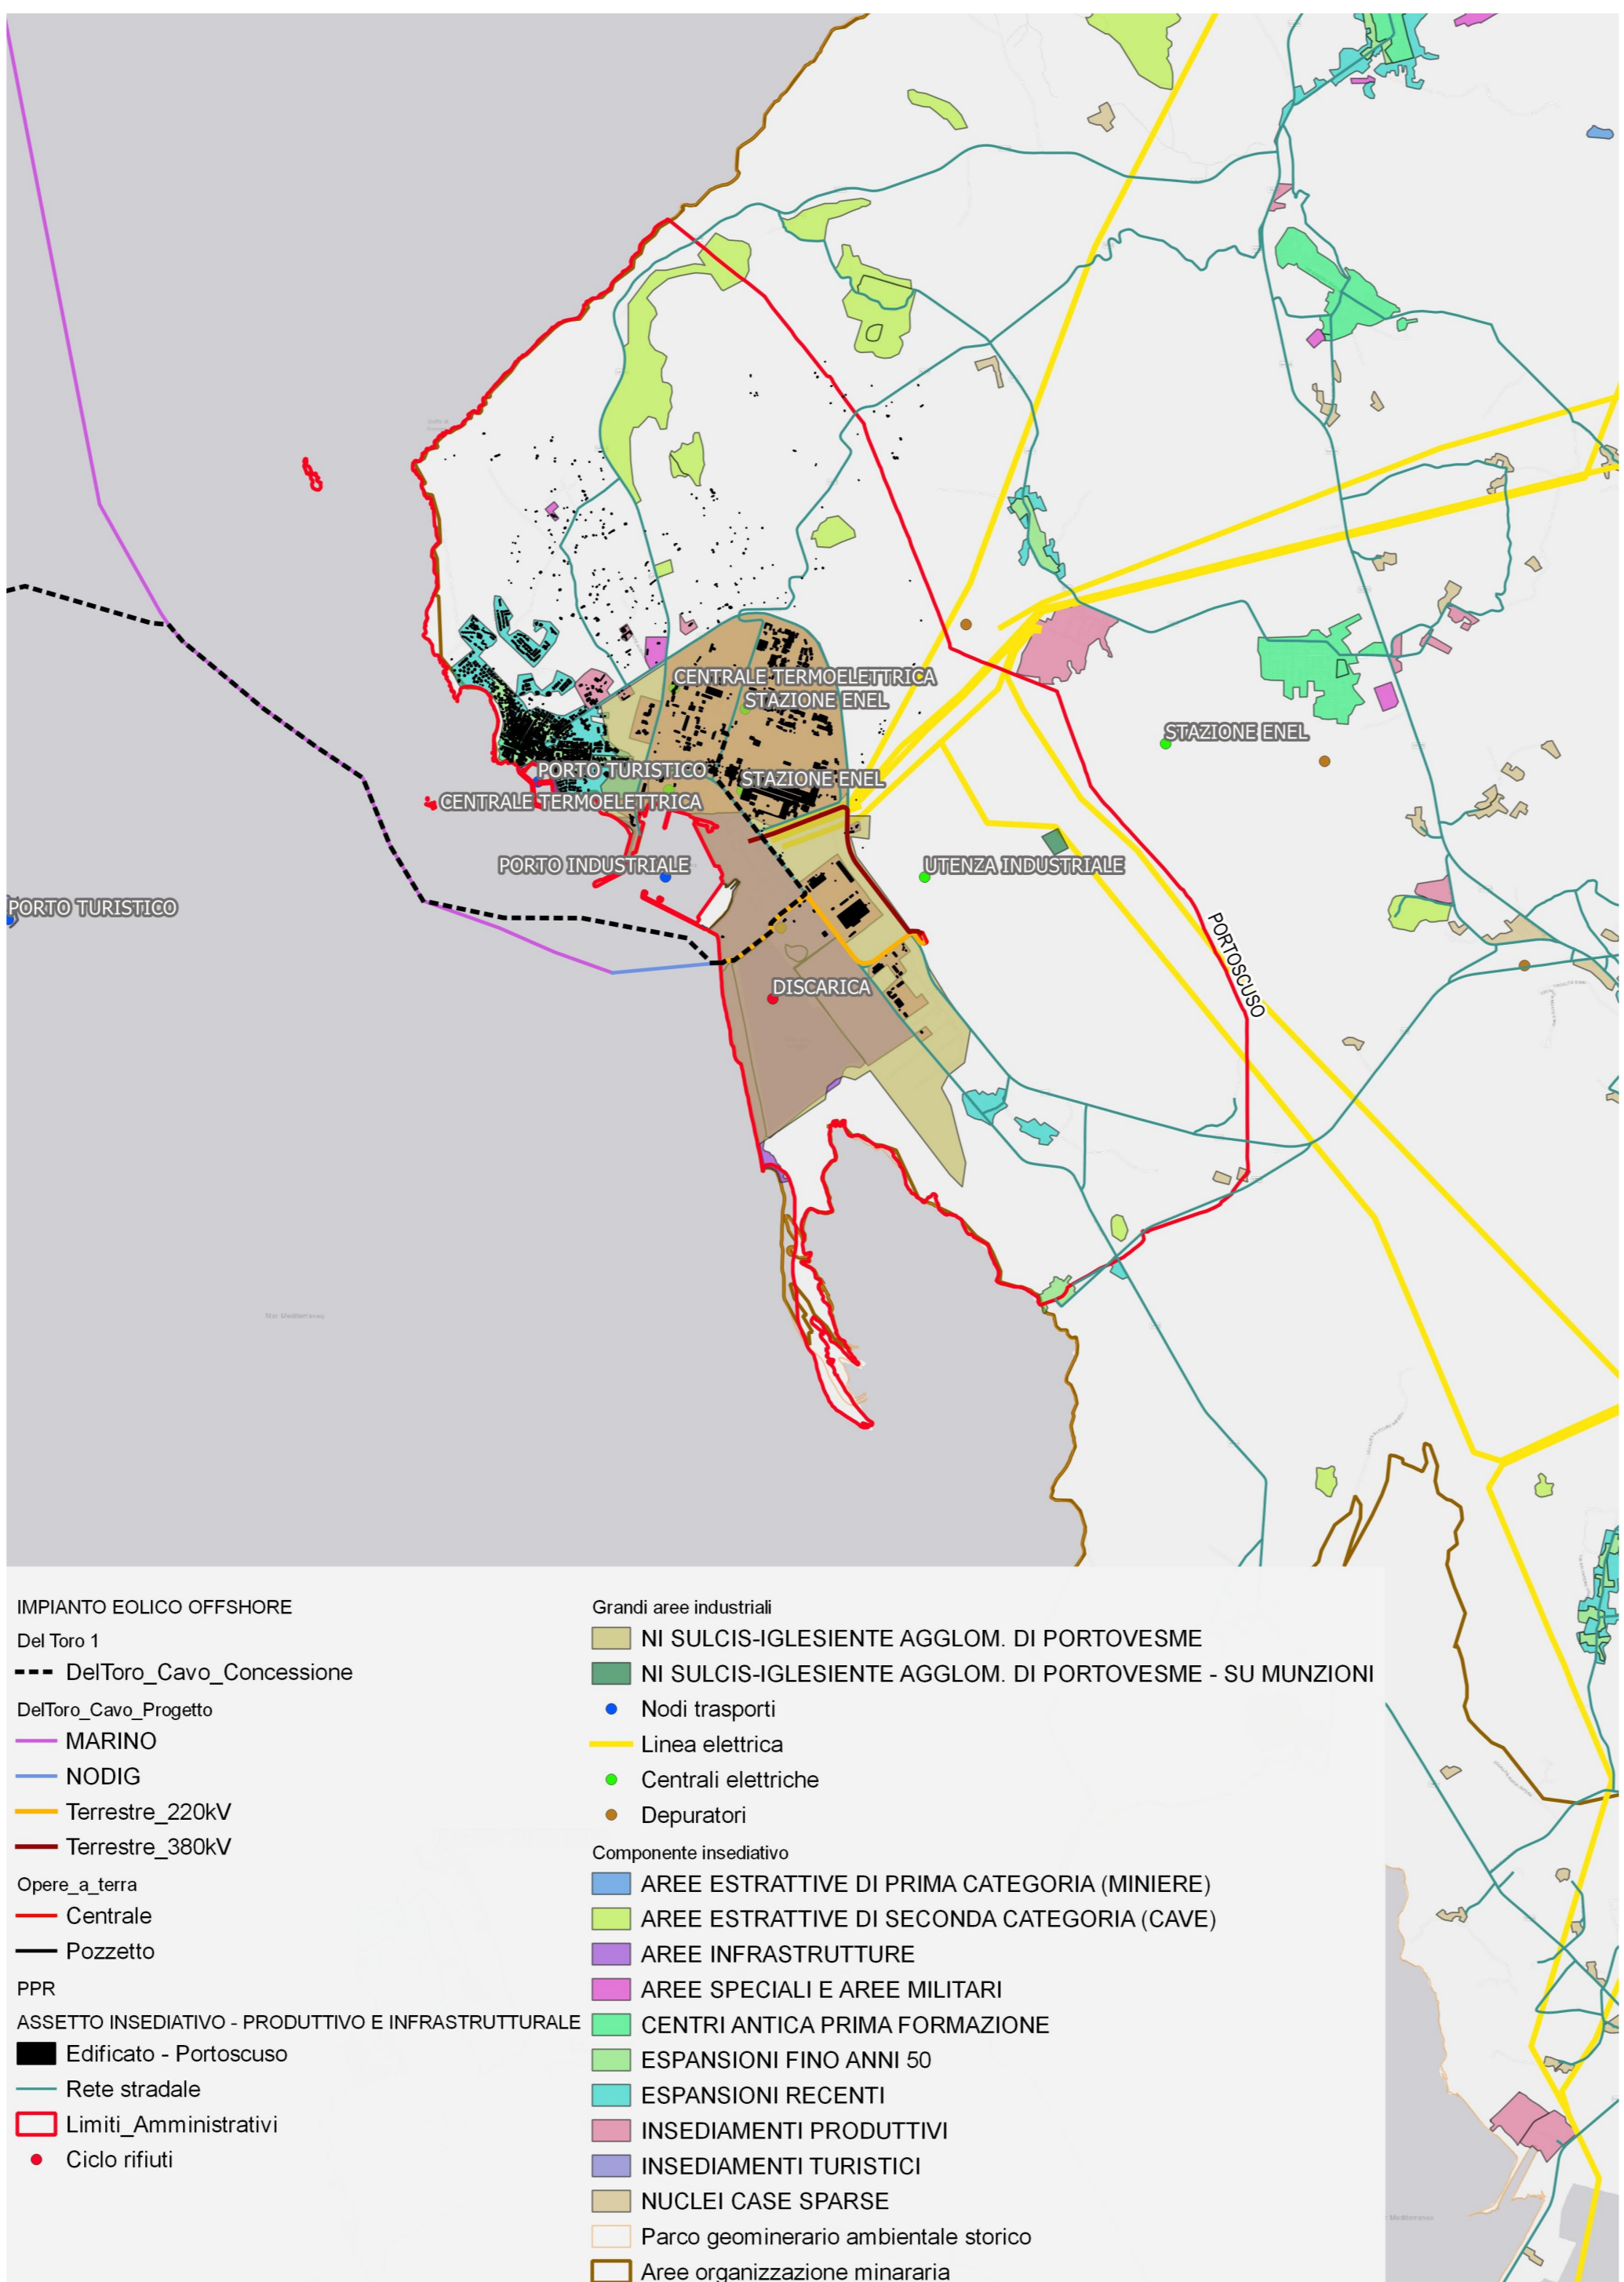 CENTRALE TERMOELETTRICA
STAZIONE ENEL
STAZIONE ENEL
PORTO TURISTICO
STAZIONE ENEL
CENTRALE TERMOELETTRICA
PORTO INDUSTRIALE
UTENZA INDUSTRIALE
PORTO TURISTICO
PORTOSCUSO
DISCARICA
Mar Mediterraneo
IMPIANTO EOLICO OFFSHORE
Del Toro 1
DelToro_Cavo_Concessione
DelToro_Cavo_Progetto
MARINO
NODIG
Terrestre_220kV
Terrestre_380kV
Opere_a_terra
Centrale
Pozzetto
PPR
ASSETTO INSEDIATIVO - PRODUTTIVO E INFRASTRUTTURALE
Edificato - Portoscuso
Rete stradale
Limiti_Amministrativi
Ciclo rifiuti
Grandi aree industriali
NI SULCIS-IGLESIENTE AGGLOM. DI PORTOVESME
NI SULCIS-IGLESIENTE AGGLOM. DI PORTOVESME - SU MUNZIONI
Nodi trasporti
Linea elettrica
Centrali elettriche
Depuratori
Componente insediativo
AREE ESTRATTIVE DI PRIMA CATEGORIA (MINIERE)
AREE ESTRATTIVE DI SECONDA CATEGORIA (CAVE)
AREE INFRASTRUTTURE
AREE SPECIALI E AREE MILITARI
CENTRI ANTICA PRIMA FORMAZIONE
ESPANSIONI FINO ANNI 50
ESPANSIONI RECENTI
INSEDIAMENTI PRODUTTIVI
INSEDIAMENTI TURISTICI
NUCLEI CASE SPARSE
Parco geominerario ambientale storico
Aree organizzazione minararia
Mediterraneo